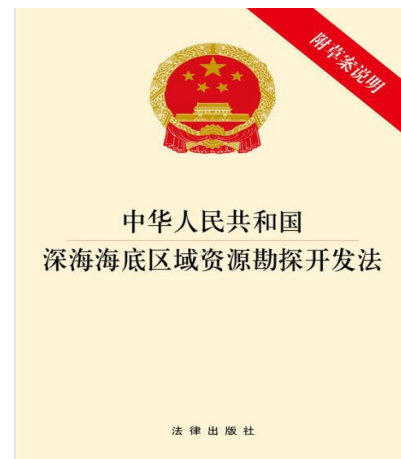 附草案说明
中华人民共和国
深海海底区域资源勘探开发法
法律出版社